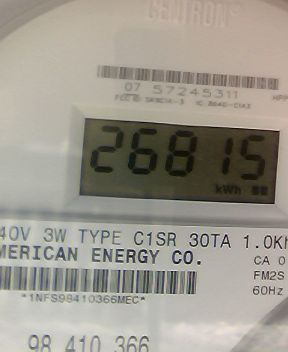 CENTRON®
07 57245311
26815
kWh
40V 3W TYPE C1SR 30TA 1.0Kh
MERICAN ENERGY CO.
CA 0
FM2S
60Hz
*1NFS98410366MEC*
98 410 366